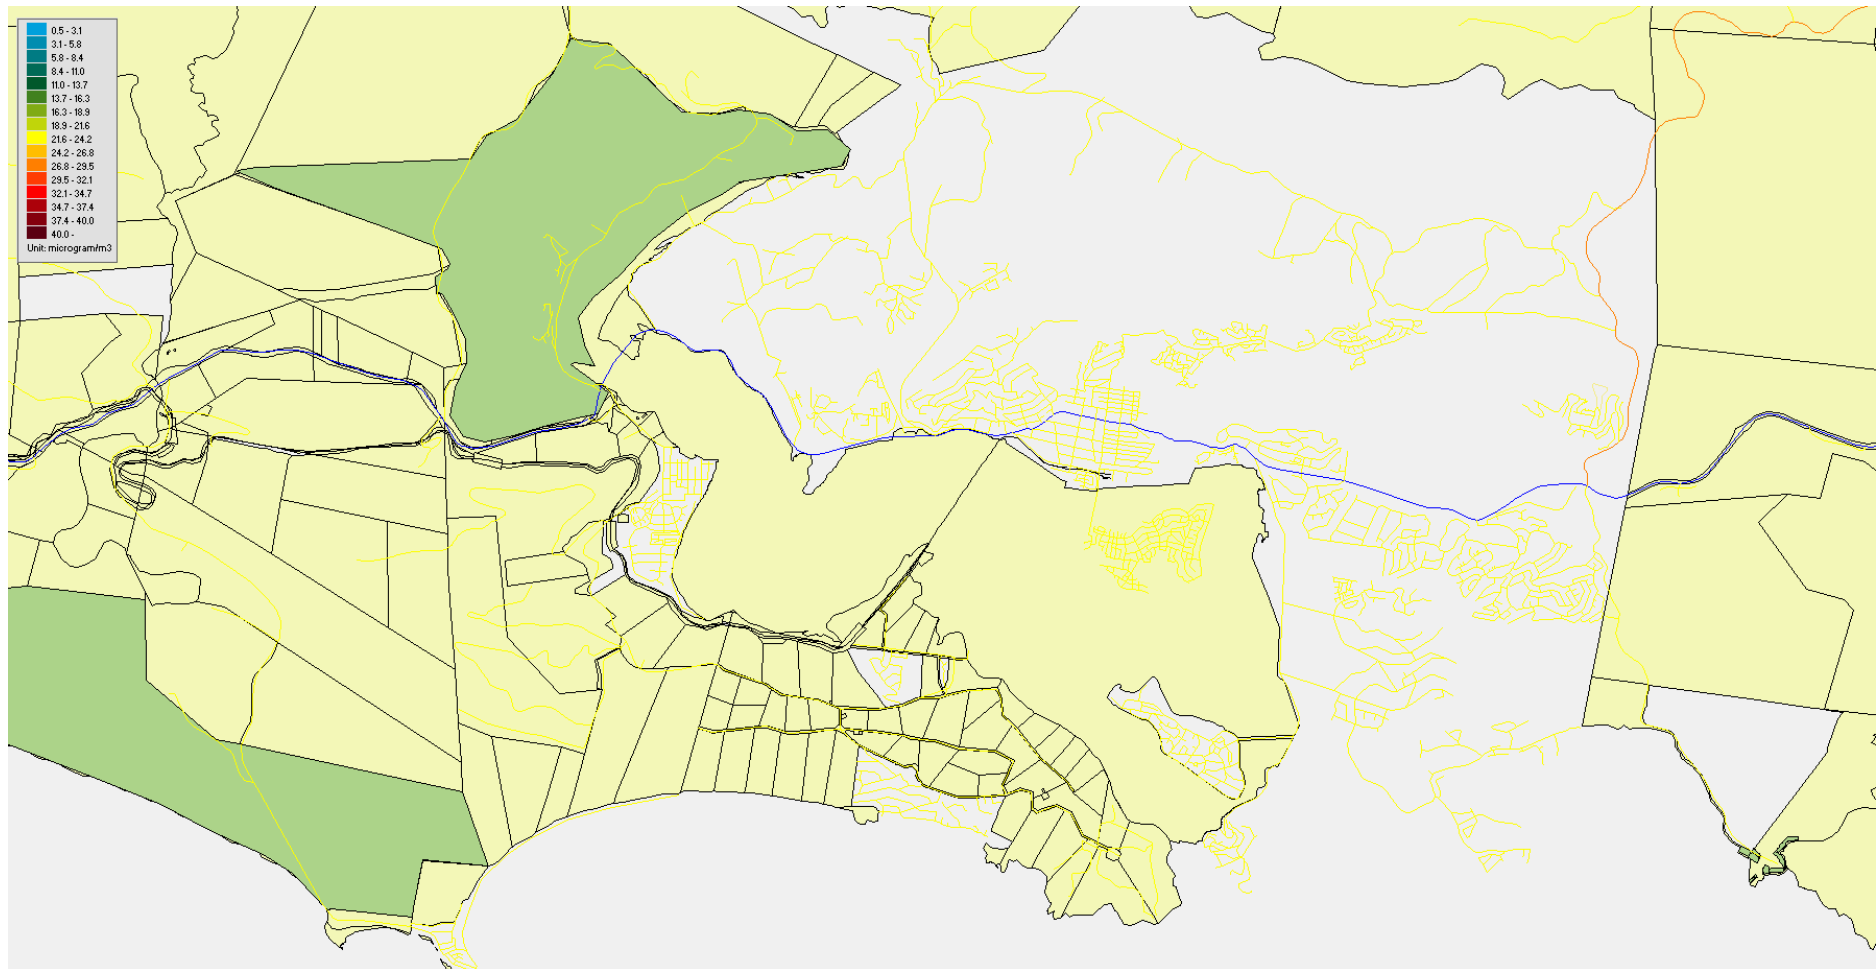 0.5 - 3.1
3.1 - 5.8
5.8 - 8.4
8.4 - 11.0
11.0 - 13.7
13.7 - 16.3
16.3 - 18.9
18.9 - 21.6
21.6 - 24.2
24.2 - 26.8
26.8 - 29.5
29.5 - 32.1
32.1 - 34.7
34.7 - 37.4
37.4 - 40.0
40.0 -
Unit: microgram/m3